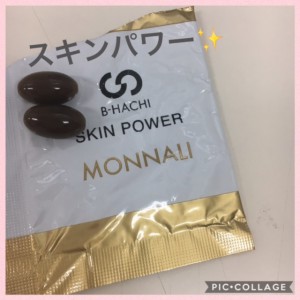 スキンパワー✨
B-HACHI
SKIN POWER
MONNALI
PIC•COLLAGE